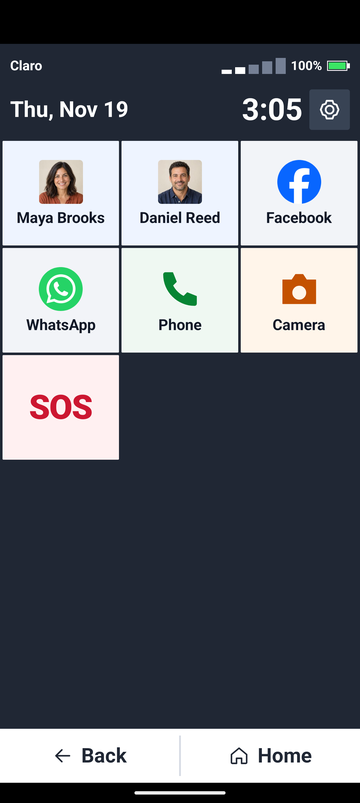 Claro 100%
Thu, Nov 19 3:05
Maya Brooks Daniel Reed Facebook
WhatsApp Phone Camera
SOS
Back Home